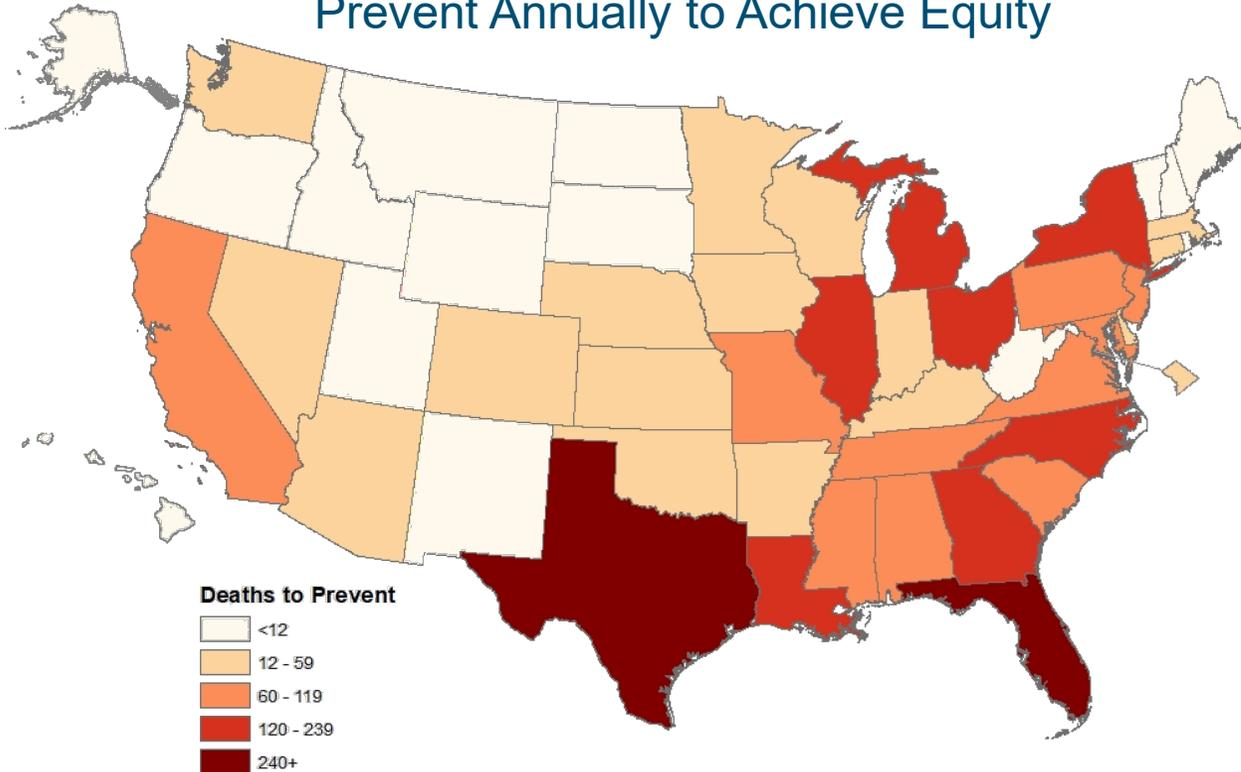 Prevent Annually to Achieve Equity
Deaths to Prevent
<12
12 - 59
60 - 119
120 - 239
240+